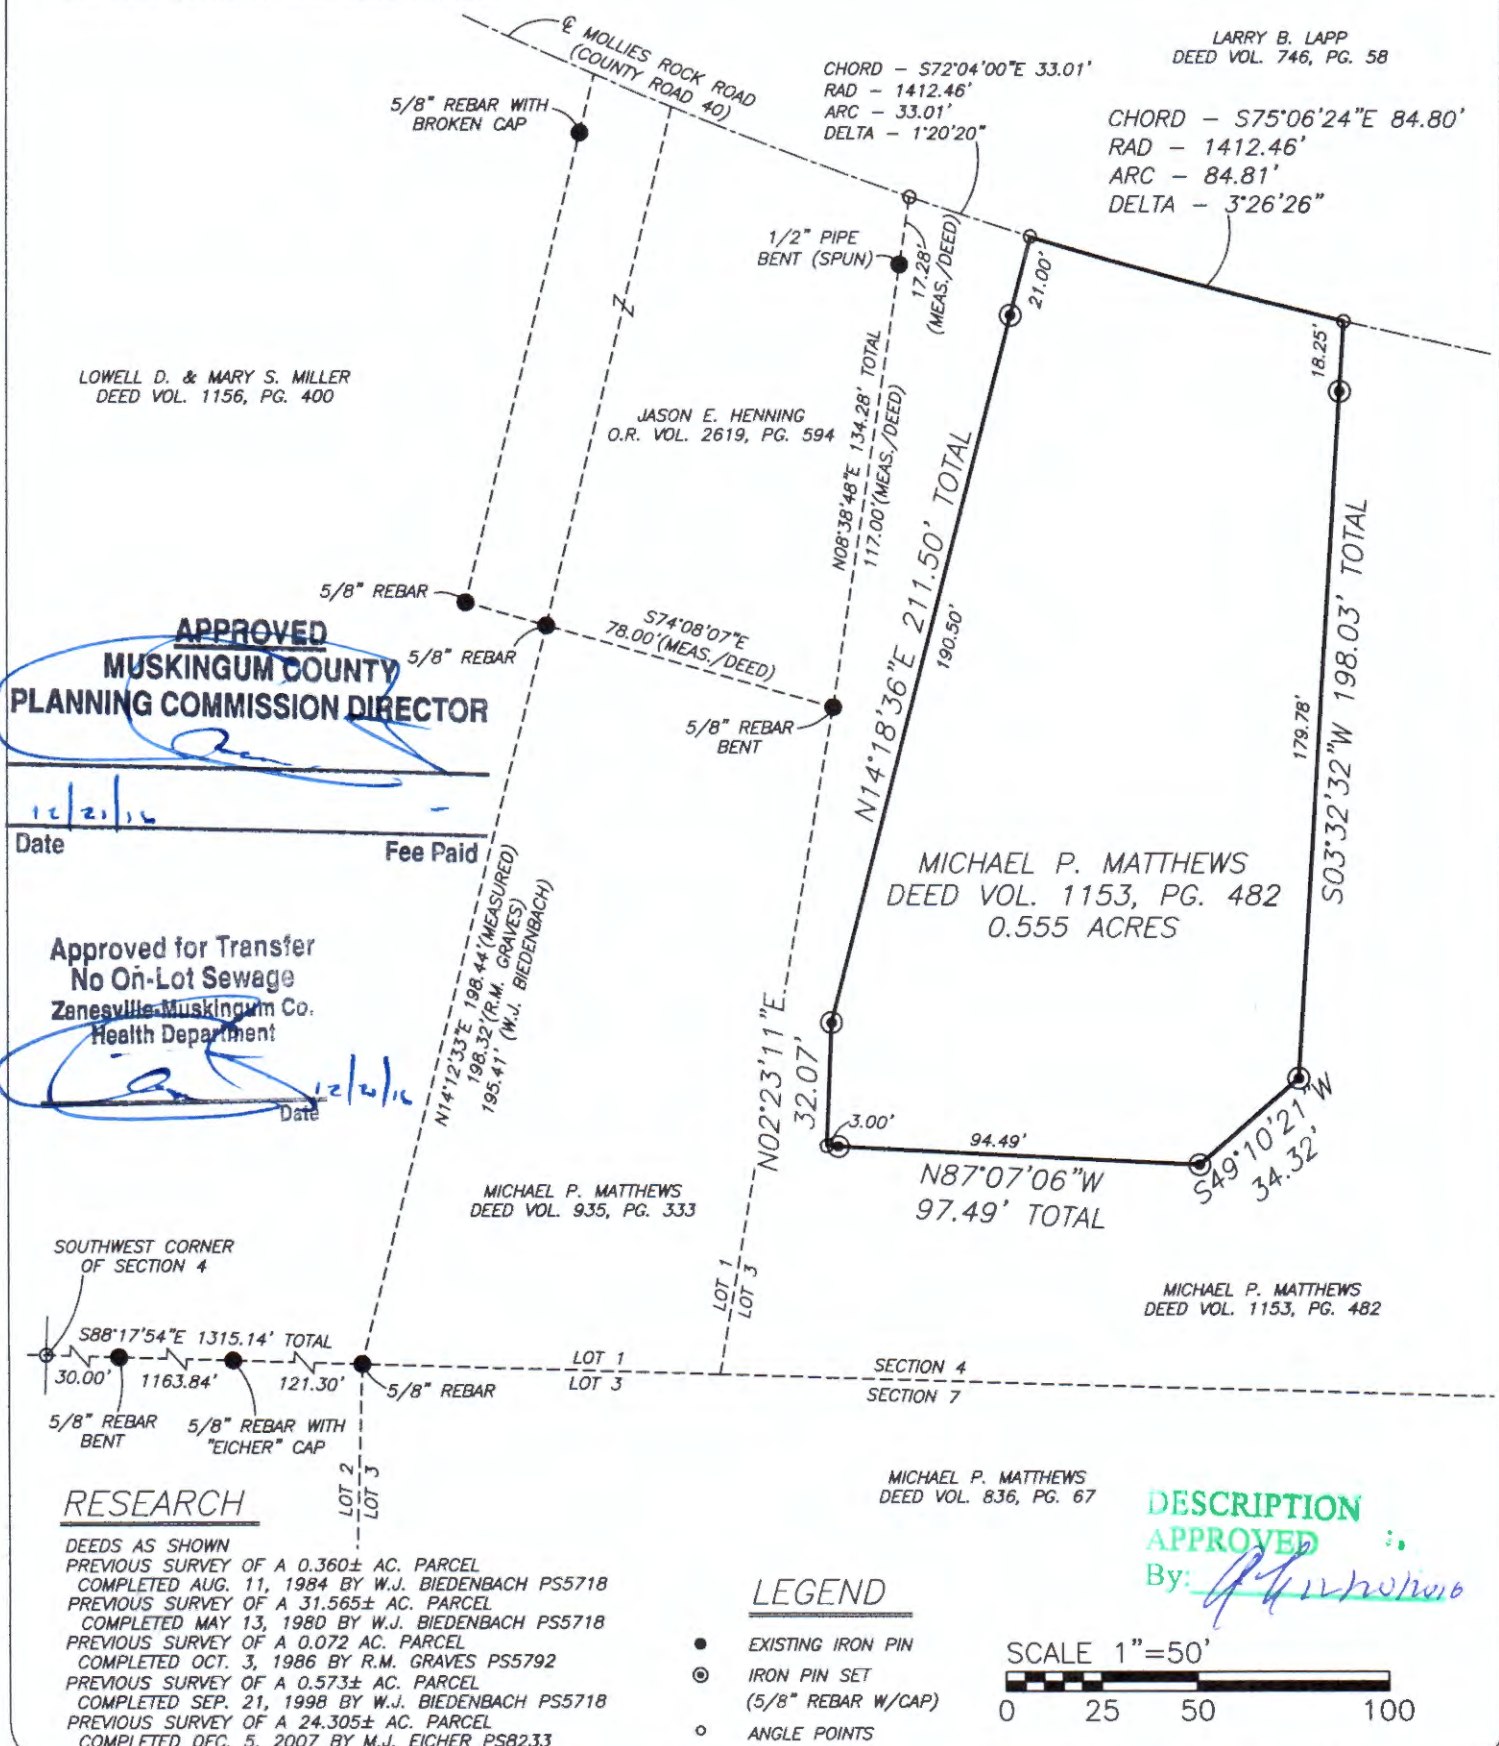 ℄ MOLLIES ROCK ROAD
(COUNTY ROAD 40)
LARRY B. LAPP
DEED VOL. 746, PG. 58
CHORD – S72°04'00"E 33.01'
RAD – 1412.46'
ARC – 33.01'
DELTA – 1°20'20"
CHORD – S75°06'24"E 84.80'
RAD – 1412.46'
ARC – 84.81'
DELTA – 3°26'26"
5/8" REBAR WITH
BROKEN CAP
1/2" PIPE
BENT (SPUN)
17.28'
(MEAS./DEED)
21.00'
18.25'
Z
LOWELL D. & MARY S. MILLER
DEED VOL. 1156, PG. 400
JASON E. HENNING
O.R. VOL. 2619, PG. 594
N08°38'48"E 134.28' TOTAL
117.00'(MEAS./DEED)
N14°18'36"E 211.50' TOTAL
190.50'
S03°32'32"W 198.03' TOTAL
179.78'
5/8" REBAR
5/8" REBAR
S74°08'07"E
78.00'(MEAS./DEED)
5/8" REBAR
BENT
APPROVED
MUSKINGUM COUNTY
PLANNING COMMISSION DIRECTOR
12/21/16
-
Date
Fee Paid
MICHAEL P. MATTHEWS
DEED VOL. 1153, PG. 482
0.555 ACRES
Approved for Transfer
No On-Lot Sewage
Zanesville-Muskingum Co.
Health Department
12/21/16
Date
N14°12'33"E 198.44'(MEASURED)
198.32'(R.M. GRAVES)
195.41' (W.J. BIEDENBACH)
N02°23'11"E
32.07'
3.00'
94.49'
N87°07'06"W
97.49' TOTAL
S49°10'21"W
34.32'
MICHAEL P. MATTHEWS
DEED VOL. 935, PG. 333
SOUTHWEST CORNER
OF SECTION 4
LOT 1
LOT 3
MICHAEL P. MATTHEWS
DEED VOL. 1153, PG. 482
S88°17'54"E 1315.14' TOTAL
30.00'
1163.84'
121.30'
5/8" REBAR
LOT 1
LOT 3
SECTION 4
SECTION 7
5/8" REBAR
BENT
5/8" REBAR WITH
"EICHER" CAP
LOT 2
LOT 3
MICHAEL P. MATTHEWS
DEED VOL. 836, PG. 67
RESEARCH
DEEDS AS SHOWN
PREVIOUS SURVEY OF A 0.360± AC. PARCEL
COMPLETED AUG. 11, 1984 BY W.J. BIEDENBACH PS5718
PREVIOUS SURVEY OF A 31.565± AC. PARCEL
COMPLETED MAY 13, 1980 BY W.J. BIEDENBACH PS5718
PREVIOUS SURVEY OF A 0.072 AC. PARCEL
COMPLETED OCT. 3, 1986 BY R.M. GRAVES PS5792
PREVIOUS SURVEY OF A 0.573± AC. PARCEL
COMPLETED SEP. 21, 1998 BY W.J. BIEDENBACH PS5718
PREVIOUS SURVEY OF A 24.305± AC. PARCEL
COMPLETED DEC. 5, 2007 BY M.J. EICHER PS8233
LEGEND
EXISTING IRON PIN
IRON PIN SET
(5/8" REBAR W/CAP)
ANGLE POINTS
DESCRIPTION
APPROVED
By: 12/20/2016
SCALE 1"=50'
0 25 50 100